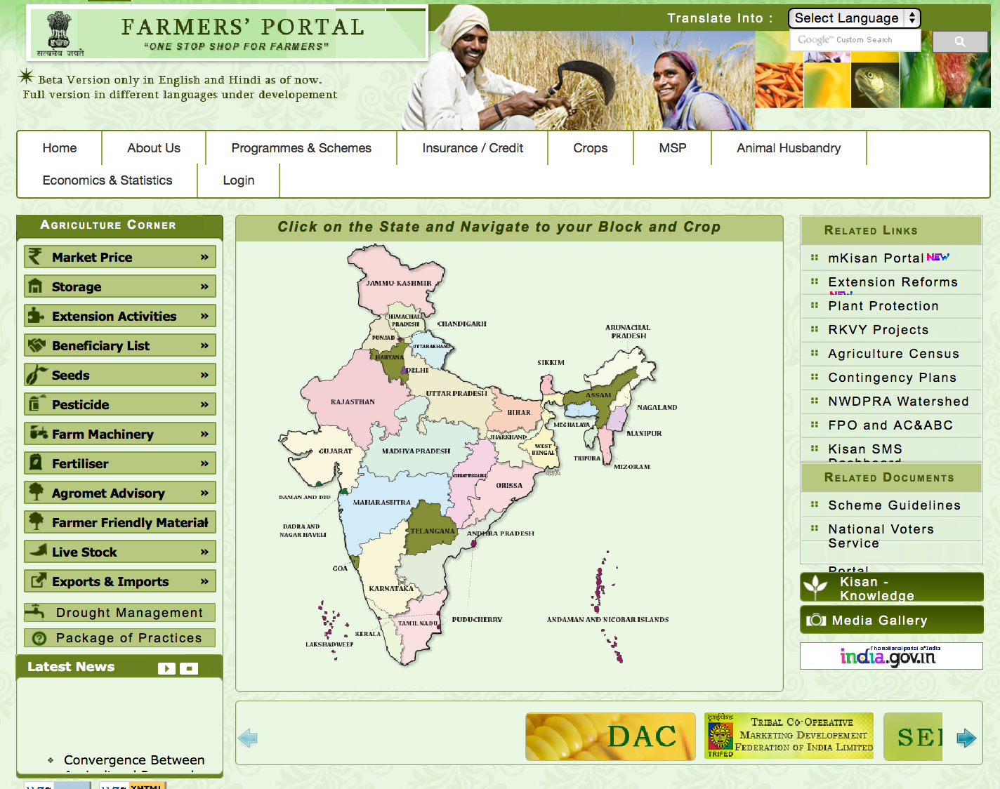 FARMERS' PORTAL
"ONE STOP SHOP FOR FARMERS"
सत्यमेव जयते
Translate Into :
Select Language
Google™ Custom Search
Beta Version only in English and Hindi as of now.
Full version in different languages under developement
Home
About Us
Programmes & Schemes
Insurance / Credit
Crops
MSP
Animal Husbandry
Economics & Statistics
Login
AGRICULTURE CORNER
Market Price »
Storage »
Extension Activities »
Beneficiary List »
Seeds »
Pesticide »
Farm Machinery »
Fertiliser »
Agromet Advisory »
Farmer Friendly Material
Live Stock »
Exports & Imports »
Drought Management
Package of Practices
Latest News
Convergence Between
Click on the State and Navigate to your Block and Crop
JAMMU-KASHMIR
HIMACHAL
PRADESH
CHANDIGARH
PUNJAB
UTTARAKHAND
HARYANA
DELHI
ARUNACHAL
PRADESH
SIKKIM
UTTAR PRADESH
RAJASTHAN
BIHAR
ASSAM
NAGALAND
MEGHALAYA
MANIPUR
JHARKHAND
WEST
BENGAL
TRIPURA
MIZORAM
GUJARAT
MADHYA PRADESH
CHHATTISGARH
ORISSA
DAMAN AND DIU
MAHARASHTRA
DADRA AND
NAGAR HAVELI
TELANGANA
ANDHRA PRADESH
GOA
KARNATAKA
TAMIL NADU
PUDUCHERRY
KERALA
LAKSHADWEEP
ANDAMAN AND NICOBAR ISLANDS
RELATED LINKS
mKisan Portal NEW
Extension Reforms
NEW
Plant Protection
RKVY Projects
Agriculture Census
Contingency Plans
NWDPRA Watershed
FPO and AC&ABC
Kisan SMS
Dashboard
RELATED DOCUMENTS
Scheme Guidelines
National Voters
Service
Portal
Kisan -
Knowledge
Media Gallery
The national portal of India
india.gov.in
DAC
TRIFED
TRIBAL CO-OPERATIVE
MARKETING DEVELOPEMENT
FEDERATION OF INDIA LIMITED